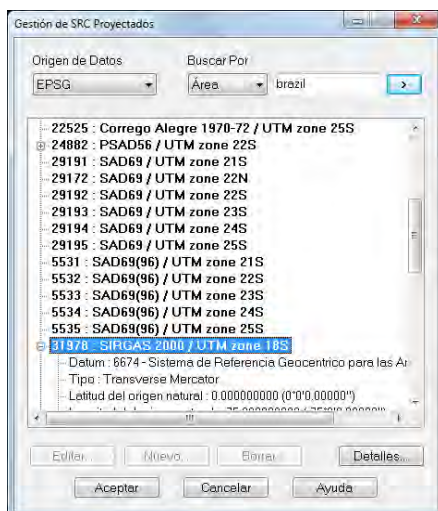 Gestión de SRC Proyectados
Origen de Datos Buscar Por
EPSG Área brazil >
22525 : Corrego Alegre 1970-72 / UTM zone 25S
24882 : PSAD56 / UTM zone 22S
29191 : SAD69 / UTM zone 21S
29172 : SAD69 / UTM zone 22N
29192 : SAD69 / UTM zone 22S
29193 : SAD69 / UTM zone 23S
29194 : SAD69 / UTM zone 24S
29195 : SAD69 / UTM zone 25S
5531 : SAD69(96) / UTM zone 21S
5532 : SAD69(96) / UTM zone 22S
5533 : SAD69(96) / UTM zone 23S
5534 : SAD69(96) / UTM zone 24S
5535 : SAD69(96) / UTM zone 25S
31978 : SIRGAS 2000 / UTM zone 18S
Datum : 6674 - Sistema de Referencia Geocentrico para las Am
Tipo : Transverse Mercator
Latitud del origen natural : 0.000000000 (0°0'0.00000")
Editar... Nuevo... Borrar Detalles...
Aceptar Cancelar Ayuda